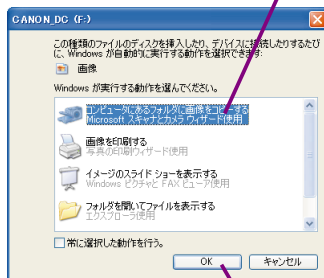 CANON_DC (F:)
この種類のファイルのディスクを挿入したり、デバイスに接続したりするたび
に、Windows が自動的に実行する動作を選択できます:
画像
Windows が実行する動作を選んでください。
コンピュータにあるフォルダに画像をコピーする
Microsoft スキャナとカメラ ウィザード使用
画像を印刷する
写真の印刷ウィザード使用
イメージのスライド ショーを表示する
Windows ピクチャと FAX ビューア使用
フォルダを開いてファイルを表示する
エクスプローラ使用
常に選択した動作を行う。
OK
キャンセル